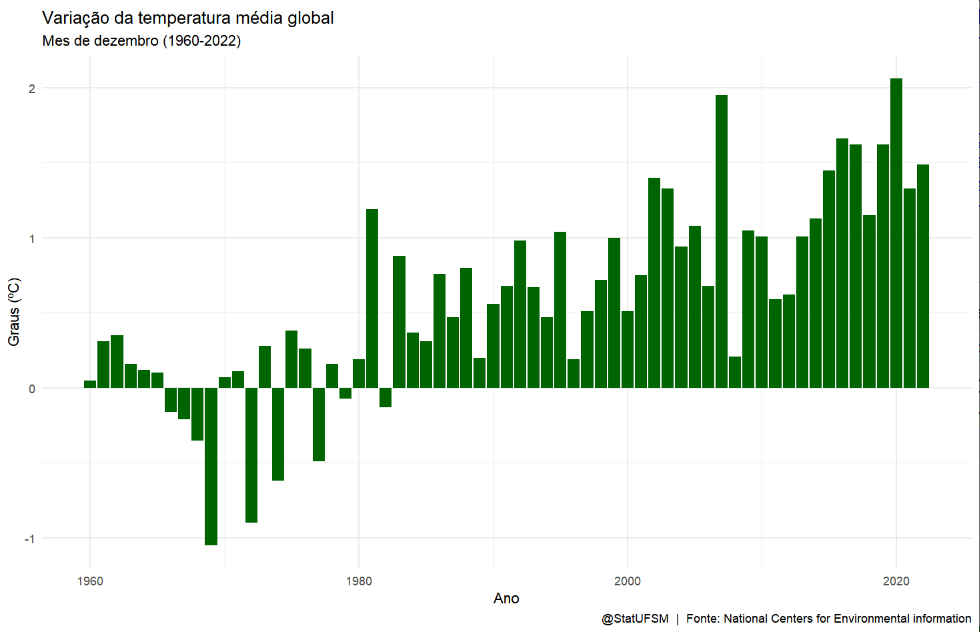 Variação da temperatura média global
Mes de dezembro (1960-2022)
Graus (ºC)
2
1
0
-1
1960 1980 2000 2020
Ano
@StatUFSM | Fonte: National Centers for Environmental information